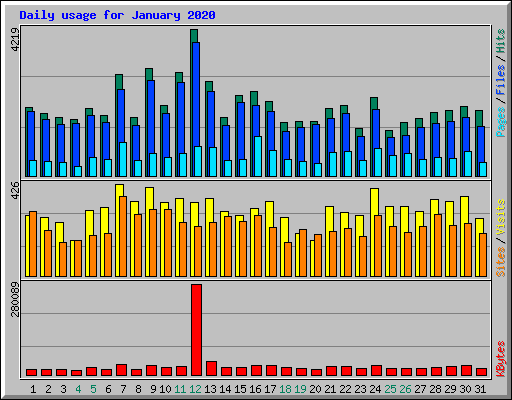 Daily usage for January 2020
4219
Pages / Files / Hits
426
Sites / Visits
280089
KBytes
1 2 3 4 5 6 7 8 9 10 11 12 13 14 15 16 17 18 19 20 21 22 23 24 25 26 27 28 29 30 31